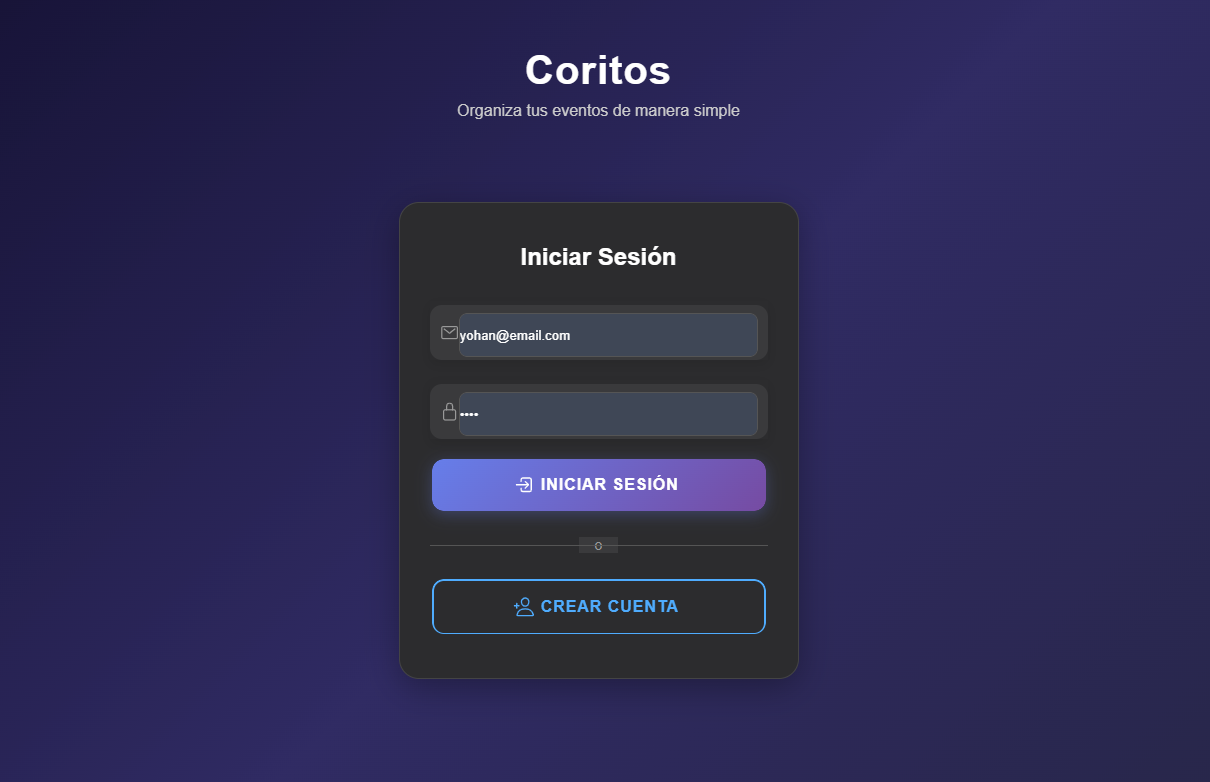 Coritos
Organiza tus eventos de manera simple
Iniciar Sesión
yohan@email.com
••••
INICIAR SESIÓN
o
CREAR CUENTA